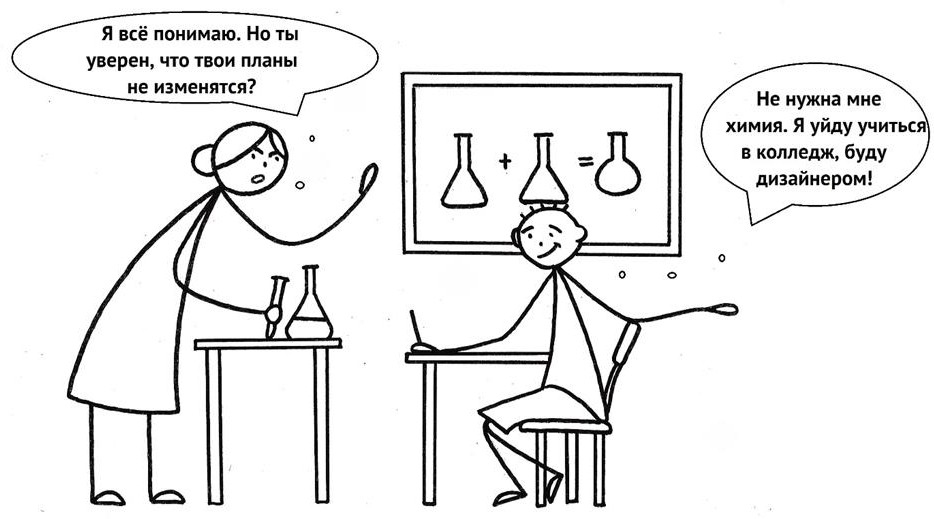 Я всё понимаю. Но ты
уверен, что твои планы
не изменятся?
Не нужна мне
химия. Я уйду учиться
в колледж, буду
дизайнером!
+
=